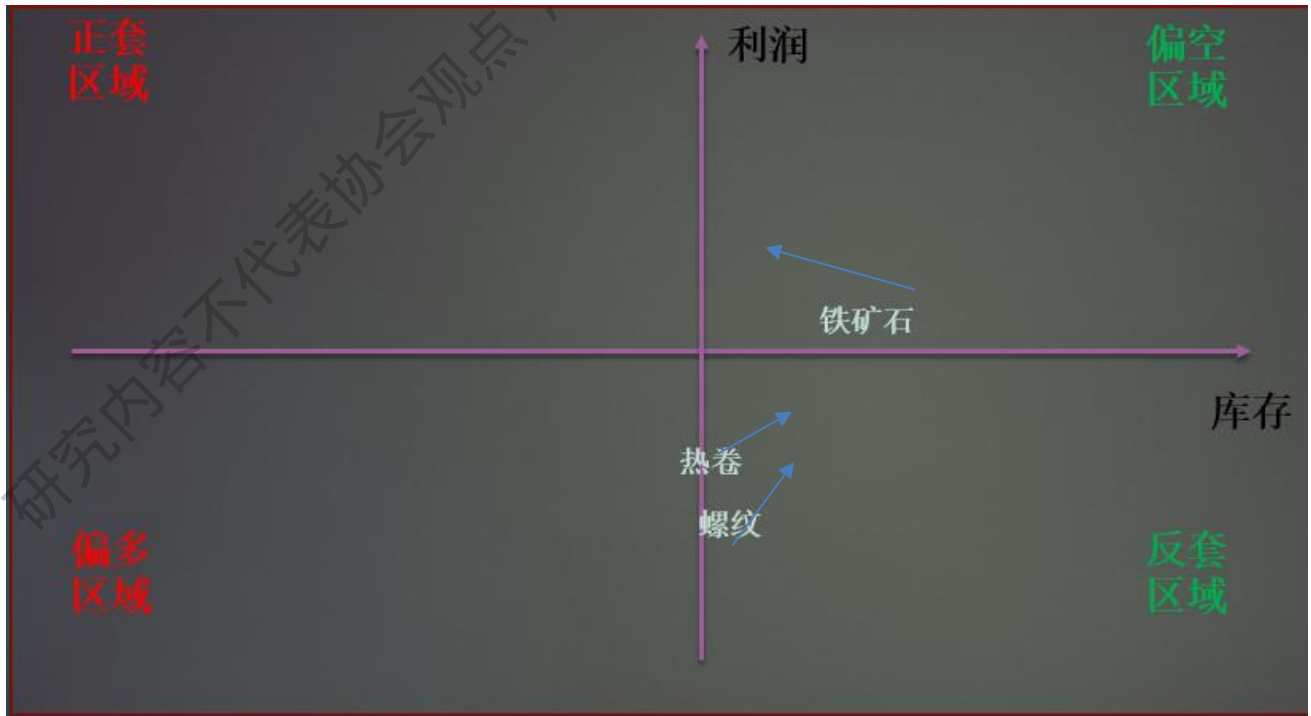 正套
区域
利润
偏空
区域
研究内容不代表协会观点
铁矿石
库存
热卷
螺纹
偏多
区域
反套
区域